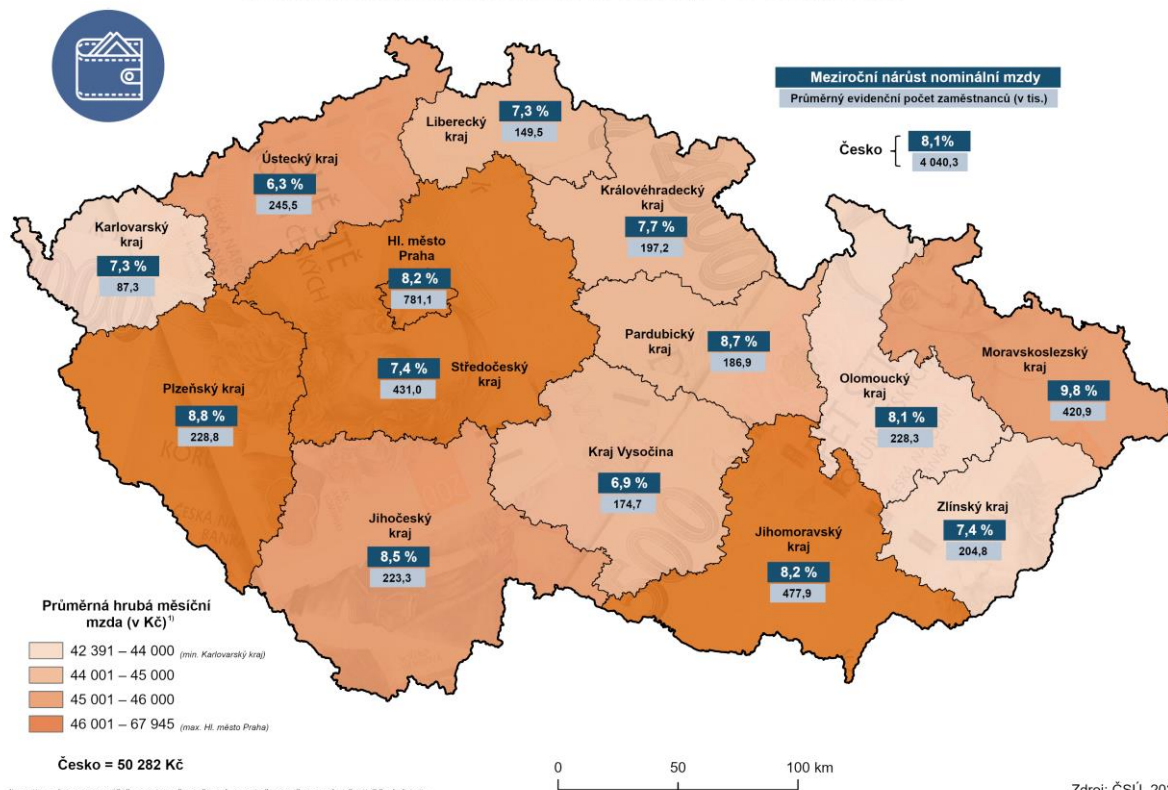 Meziroční nárůst nominální mzdy
Průměrný evidenční počet zaměstnanců (v tis.)
Česko
8,1%
4 040,3
Liberecký
kraj
7,3 %
149,5
Ústecký kraj
6,3 %
245,5
Královéhradecký
kraj
7,7 %
197,2
Karlovarský
kraj
7,3 %
87,3
Hl. město
Praha
8,2 %
781,1
Pardubický
kraj
8,7 %
186,9
Moravskoslezský
kraj
9,8 %
420,9
Středočeský
kraj
7,4 %
431,0
Plzeňský kraj
8,8 %
228,8
Olomoucký
kraj
8,1 %
228,3
Kraj Vysočina
6,9 %
174,7
Zlínský kraj
7,4 %
204,8
Jihočeský
kraj
8,5 %
223,3
Jihomoravský
kraj
8,2 %
477,9
Průměrná hrubá měsíční
mzda (v Kč)¹⁾
42 391 – 44 000 (min. Karlovarský kraj)
44 001 – 45 000
45 001 – 46 000
46 001 – 67 945 (max. Hl. město Praha)
Česko = 50 282 Kč
0 50 100 km
Zdroj: ČSÚ, 202